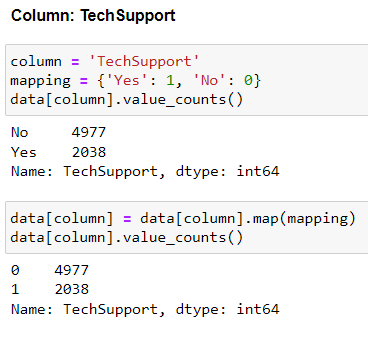 Column: TechSupport
column = 'TechSupport'
mapping = {'Yes': 1, 'No': 0}
data[column].value_counts()
No     4977
Yes    2038
Name: TechSupport, dtype: int64
data[column] = data[column].map(mapping)
data[column].value_counts()
0    4977
1    2038
Name: TechSupport, dtype: int64